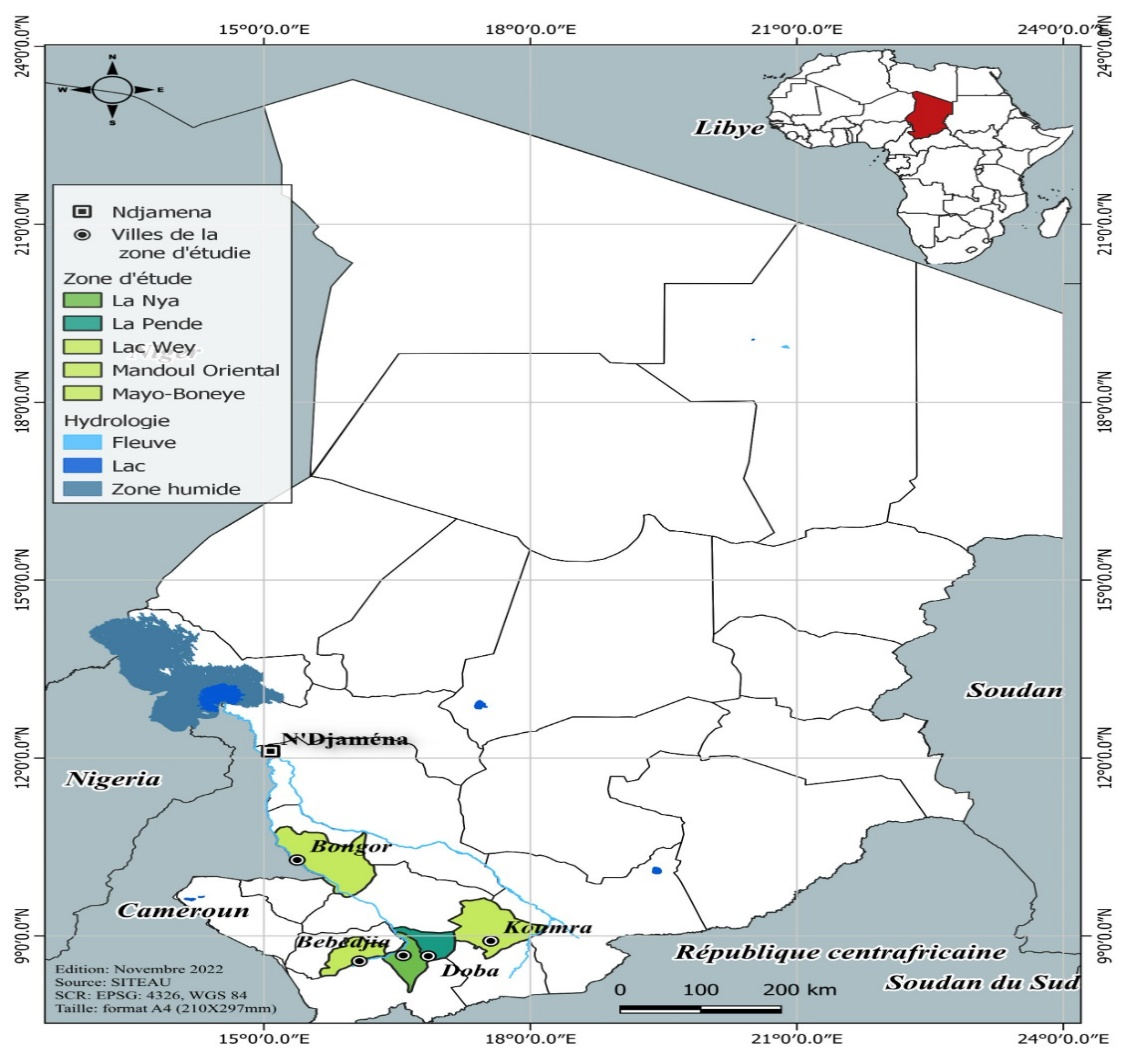 15°0'0.0"E 18°0'0.0"E 21°0'0.0"E 24°0'0.0"E
24°0'0.0"N 24°0'0.0"N
N
W E
S
Libye
21°0'0.0"N 21°0'0.0"N
Ndjamena
Villes de la
zone d'étudie
Zone d'étude
La Nya
La Pende
Lac Wey
Niger
Mandoul Oriental
Mayo-Boneye
Hydrologie
Fleuve
Lac
Zone humide
18°0'0.0"N 18°0'0.0"N
15°0'0.0"N 15°0'0.0"N
Soudan
N'Djaména
12°0'0.0"N 12°0'0.0"N
Nigeria
Bongor
Cameroun
Koumra
Bebedjia
9°0'0.0"N 9°0'0.0"N
République centrafricaine
Doba
Soudan du Sud
Edition: Novembre 2022
Source: SITEAU
SCR: EPSG: 4326, WGS 84
Taille: format A4 (210X297mm)
0 100 200 km
15°0'0.0"E 18°0'0.0"E 21°0'0.0"E 24°0'0.0"E